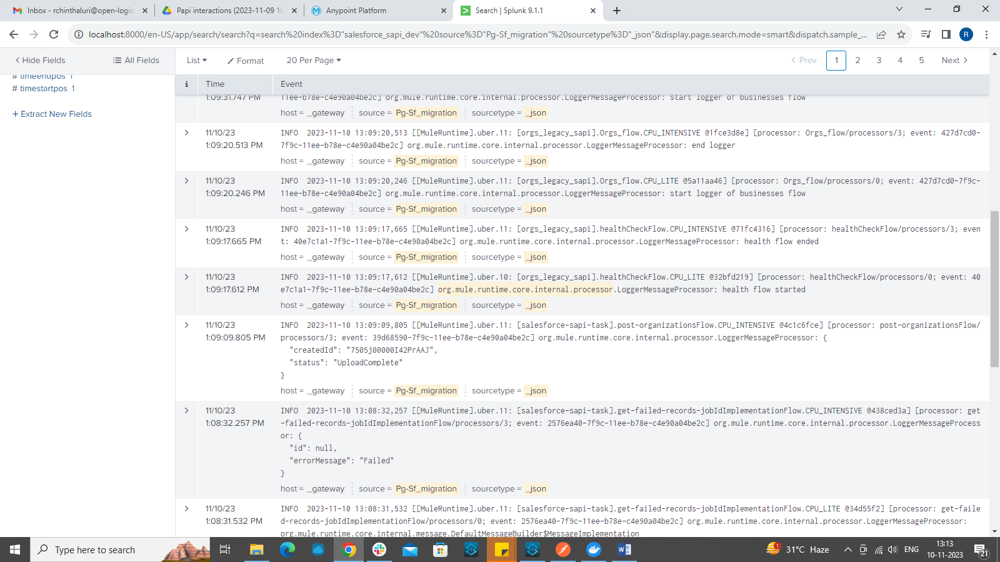 Inbox - rchinthaluri@open-logix
Papi interactions (2023-11-09 10
Anypoint Platform
Search | Splunk 9.1.1
localhost:8000/en-US/app/search/search?q=search%20index%3D"salesforce_sapi_dev"%20source%3D"Pg-Sf_migration"%20sourcetype%3D"_json"&display.page.search.mode=smart&dispatch.sample_...
R
Hide Fields
All Fields
List
Format
20 Per Page
Prev 1 2 3 4 5 Next
# timeendpos 1
# timestartpos 1
+ Extract New Fields
i Time Event
1:09:31.747 PM 11ee-b78e-c4e90a04be2c] org.mule.runtime.core.internal.processor.LoggerMessageProcessor: start logger of businesses flow
host = _gateway source = Pg-Sf_migration sourcetype = _json
11/10/23 INFO 2023-11-10 13:09:20,513 [[MuleRuntime].uber.11: [orgs_legacy_sapi].Orgs_flow.CPU_INTENSIVE @1fce3d8e] [processor: Orgs_flow/processors/3; event: 427d7cd0-
1:09:20.513 PM 7f9c-11ee-b78e-c4e90a04be2c] org.mule.runtime.core.internal.processor.LoggerMessageProcessor: end logger
host = _gateway source = Pg-Sf_migration sourcetype = _json
11/10/23 INFO 2023-11-10 13:09:20,246 [[MuleRuntime].uber.11: [orgs_legacy_sapi].Orgs_flow.CPU_LITE @5a11aa46] [processor: Orgs_flow/processors/0; event: 427d7cd0-7f9c-
1:09:20.246 PM 11ee-b78e-c4e90a04be2c] org.mule.runtime.core.internal.processor.LoggerMessageProcessor: start logger of businesses flow
host = _gateway source = Pg-Sf_migration sourcetype = _json
11/10/23 INFO 2023-11-10 13:09:17,665 [[MuleRuntime].uber.11: [orgs_legacy_sapi].healthCheckFlow.CPU_INTENSIVE @71fc4316] [processor: healthCheckFlow/processors/3; even
1:09:17.665 PM t: 40e7c1a1-7f9c-11ee-b78e-c4e90a04be2c] org.mule.runtime.core.internal.processor.LoggerMessageProcessor: health flow ended
host = _gateway source = Pg-Sf_migration sourcetype = _json
11/10/23 INFO 2023-11-10 13:09:17,612 [[MuleRuntime].uber.10: [orgs_legacy_sapi].healthCheckFlow.CPU_LITE @32bfd219] [processor: healthCheckFlow/processors/0; event: 40
1:09:17.612 PM e7c1a1-7f9c-11ee-b78e-c4e90a04be2c] org.mule.runtime.core.internal.processor.LoggerMessageProcessor: health flow started
host = _gateway source = Pg-Sf_migration sourcetype = _json
11/10/23 INFO 2023-11-10 13:09:09,805 [[MuleRuntime].uber.11: [salesforce-sapi-task].post-organizationsFlow.CPU_INTENSIVE @4c1c6fce] [processor: post-organizationsFlow/
1:09:09.805 PM processors/3; event: 39d68590-7f9c-11ee-b78e-c4e90a04be2c] org.mule.runtime.core.internal.processor.LoggerMessageProcessor: {
"createdId": "7505j00000I42PrAAJ",
"status": "UploadComplete"
}
host = _gateway source = Pg-Sf_migration sourcetype = _json
11/10/23 INFO 2023-11-10 13:08:32,257 [[MuleRuntime].uber.11: [salesforce-sapi-task].get-failed-records-jobIdImplementationFlow.CPU_INTENSIVE @438ced3a] [processor: get
1:08:32.257 PM -failed-records-jobIdImplementationFlow/processors/3; event: 2576ea40-7f9c-11ee-b78e-c4e90a04be2c] org.mule.runtime.core.internal.processor.LoggerMessageProcess
or: {
"id": null,
"errorMessage": "Failed"
}
host = _gateway source = Pg-Sf_migration sourcetype = _json
11/10/23 INFO 2023-11-10 13:08:31,532 [[MuleRuntime].uber.11: [salesforce-sapi-task].get-failed-records-jobIdImplementationFlow.CPU_LITE @34d55f2] [processor: get-faile
1:08:31.532 PM d-records-jobIdImplementationFlow/processors/0; event: 2576ea40-7f9c-11ee-b78e-c4e90a04be2c] org.mule.runtime.core.internal.processor.LoggerMessageProcessor:
org.mule.runtime.core.internal.message.DefaultMessageBuilder$MessageImplementation
Type here to search
1
31°C Haze
ENG
13:13
10-11-2023
21